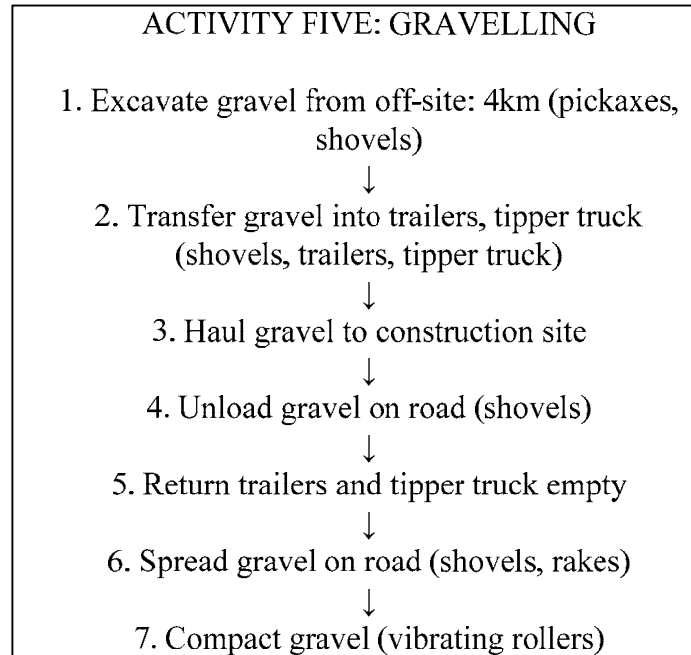 ACTIVITY FIVE: GRAVELLING
1. Excavate gravel from off-site: 4km (pickaxes,
shovels)
↓
2. Transfer gravel into trailers, tipper truck
(shovels, trailers, tipper truck)
↓
3. Haul gravel to construction site
↓
4. Unload gravel on road (shovels)
↓
5. Return trailers and tipper truck empty
↓
6. Spread gravel on road (shovels, rakes)
↓
7. Compact gravel (vibrating rollers)